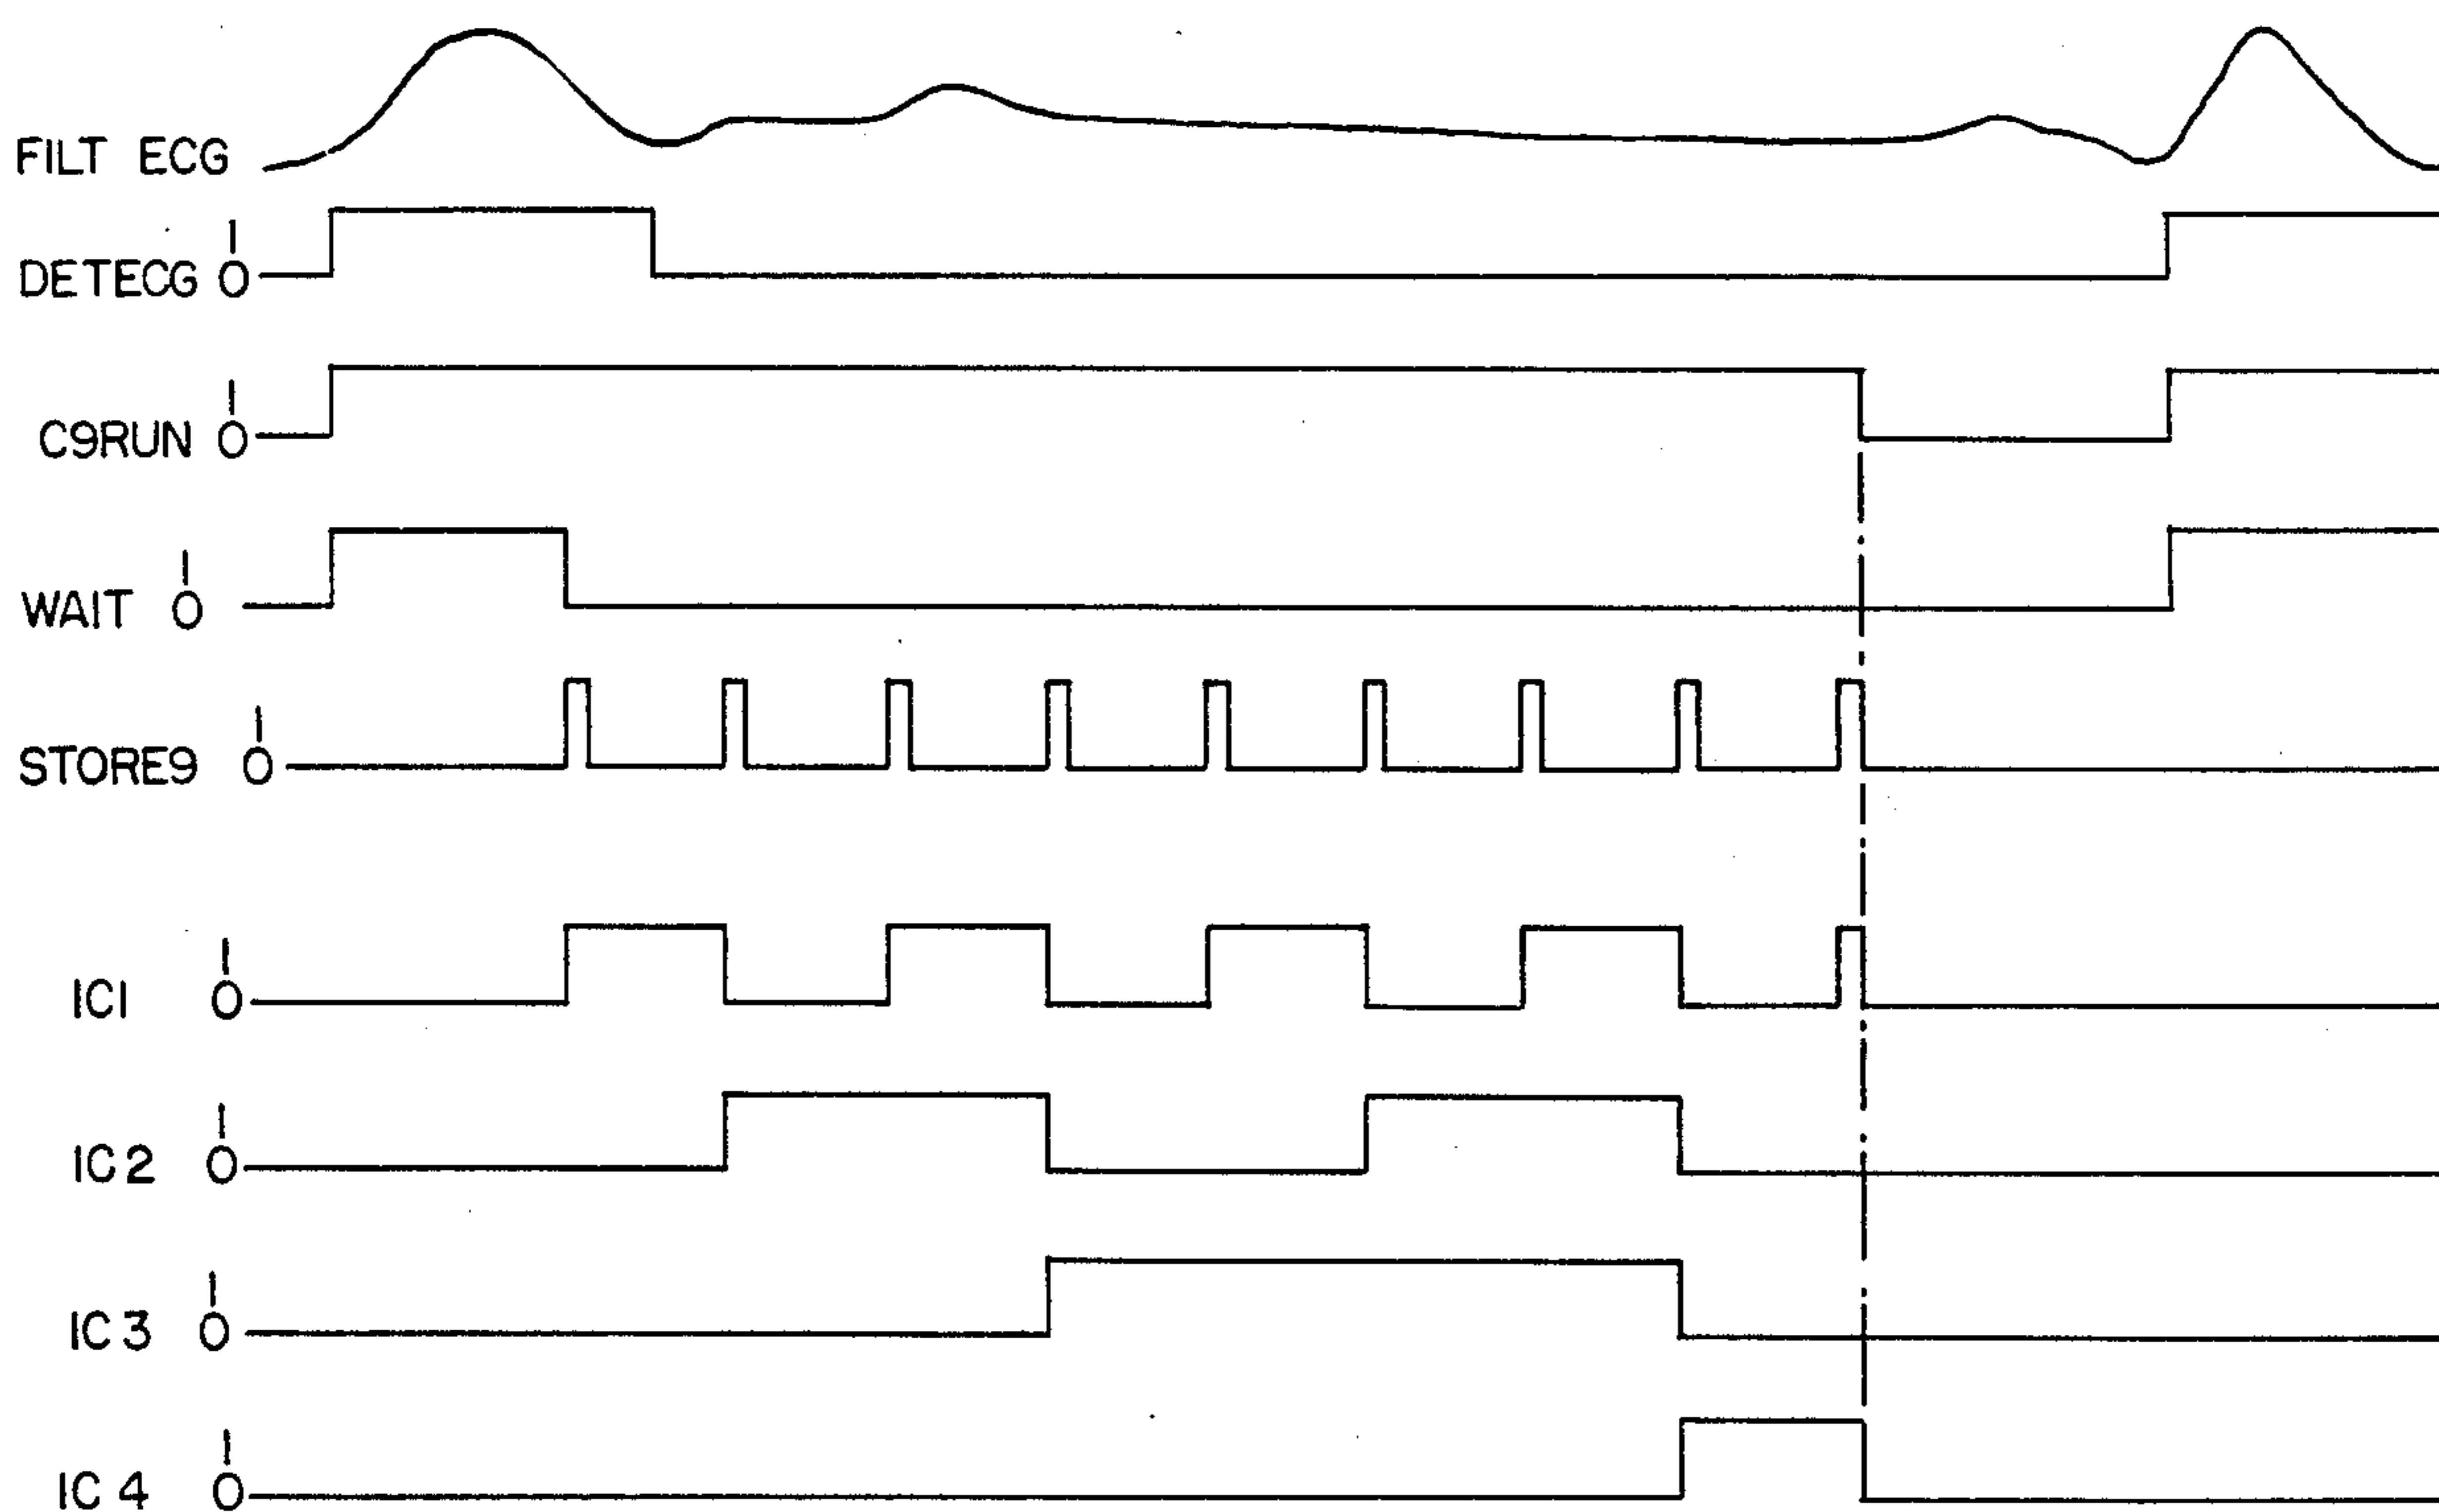 FILT ECG
1
DETECG 0
1
C9RUN 0
1
WAIT 0
1
STORE9 0
1
IC1 0
1
IC2 0
1
IC3 0
1
IC4 0